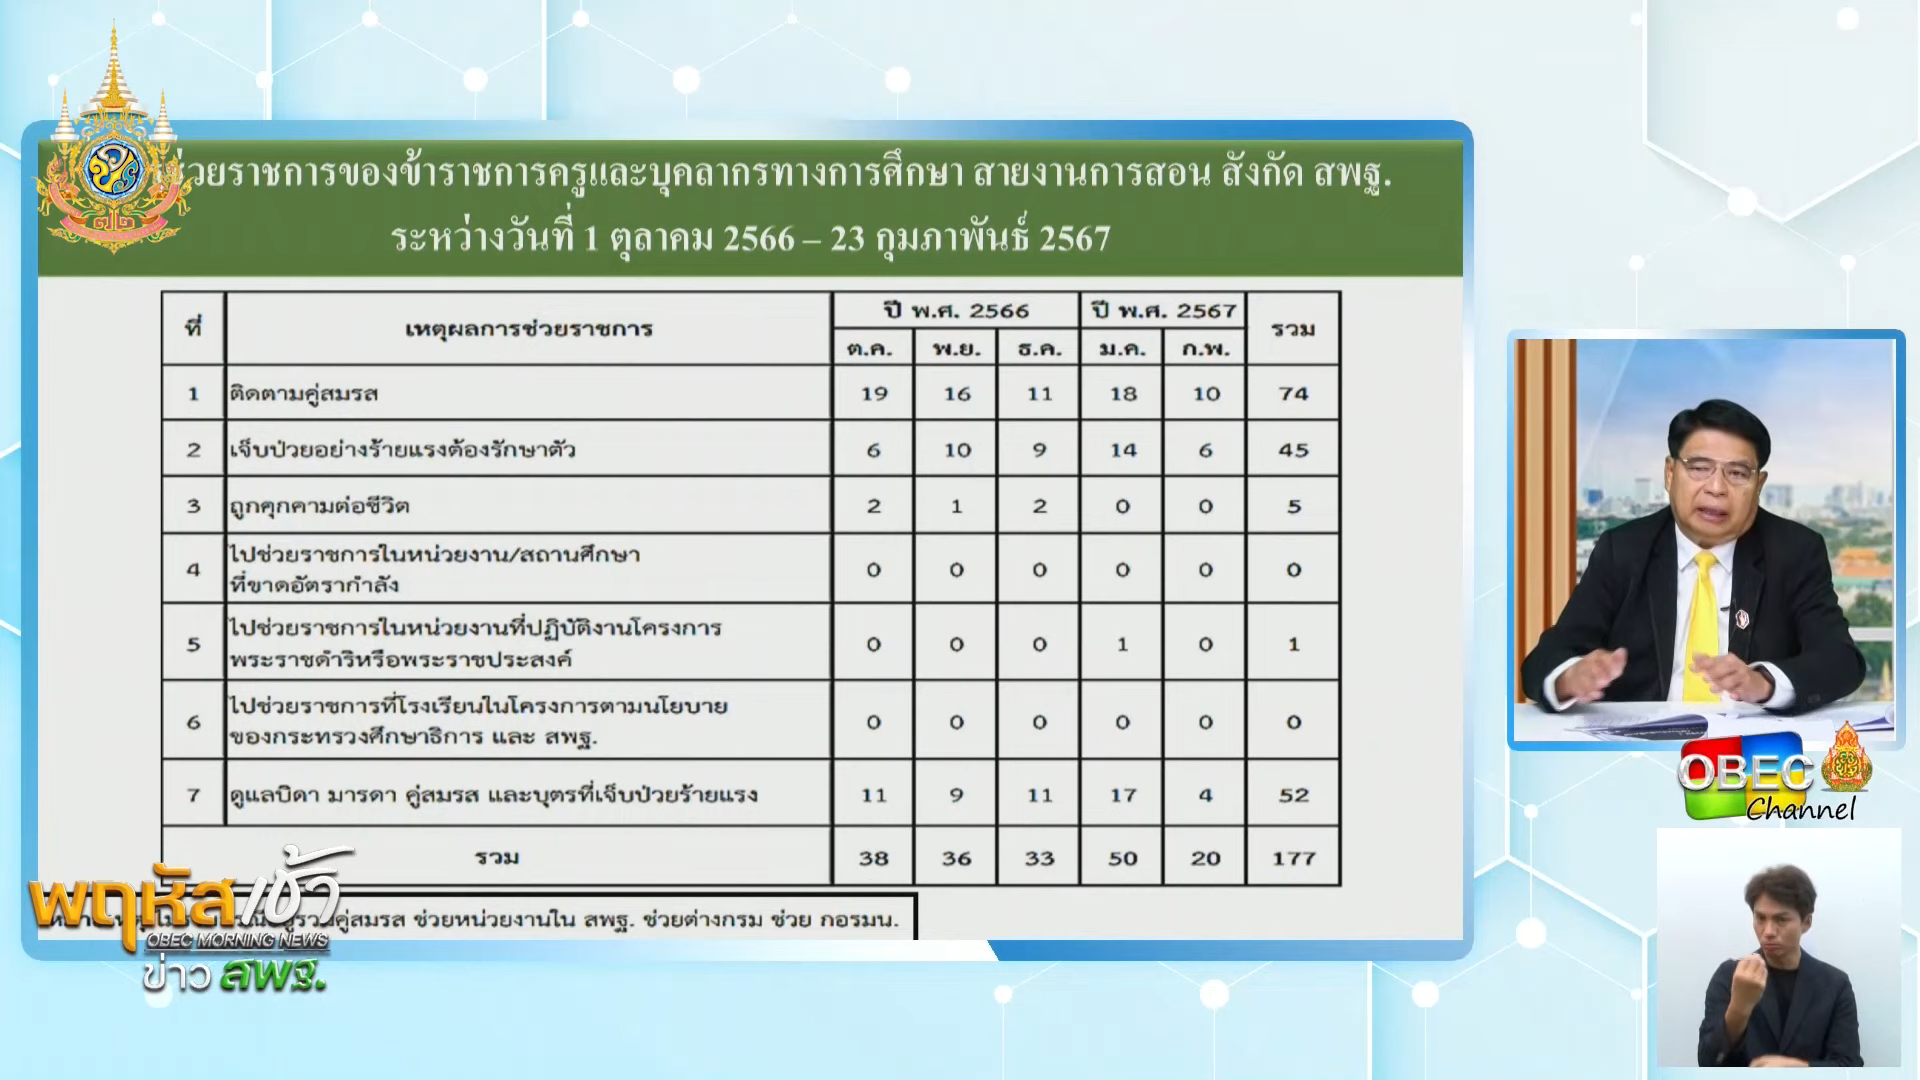 ช่วยราชการของข้าราชการครูและบุคลากรทางการศึกษา สายงานการสอน สังกัด สพฐ.
ระหว่างวันที่ 1 ตุลาคม 2566 – 23 กุมภาพันธ์ 2567
ที่ เหตุผลการช่วยราชการ ปี พ.ศ. 2566 ปี พ.ศ. 2567 รวม
ต.ค. พ.ย. ธ.ค. ม.ค. ก.พ.
1 ติดตามคู่สมรส 19 16 11 18 10 74
2 เจ็บป่วยอย่างร้ายแรงต้องรักษาตัว 6 10 9 14 6 45
3 ถูกคุกคามต่อชีวิต 2 1 2 0 0 5
4 ไปช่วยราชการในหน่วยงาน/สถานศึกษา
ที่ขาดอัตรากำลัง 0 0 0 0 0 0
5 ไปช่วยราชการในหน่วยงานที่ปฏิบัติงานโครงการ
พระราชดำริหรือพระราชประสงค์ 0 0 0 1 0 1
6 ไปช่วยราชการที่โรงเรียนในโครงการตามนโยบาย
ของกระทรวงศึกษาธิการ และ สพฐ. 0 0 0 0 0 0
7 ดูแลบิดา มารดา คู่สมรส และบุตรที่เจ็บป่วยร้ายแรง 11 9 11 17 4 52
รวม 38 36 33 50 20 177
คู่สมรส ช่วยหน่วยงานใน สพฐ. ช่วยต่างกรม ช่วย กอรมน.
พฤหัสเช้า
OBEC MORNING NEWS
ข่าว สพฐ.
OBEC
Channel
๗๒